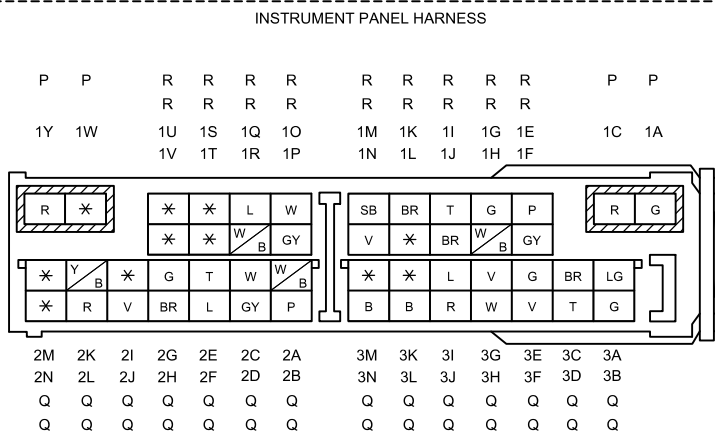 INSTRUMENT PANEL HARNESS
P P R R R R R R R R R P P
R R R R R R R R R
1Y 1W 1U 1S 1Q 1O 1M 1K 1I 1G 1E 1C 1A
1V 1T 1R 1P 1N 1L 1J 1H 1F
R * * * L W SB BR T G P R G
* * W/B GY V * BR W/B GY
* Y/B * G T W W/B * * L V G BR LG
* R V BR L GY P B B R W V T G
2M 2K 2I 2G 2E 2C 2A 3M 3K 3I 3G 3E 3C 3A
2N 2L 2J 2H 2F 2D 2B 3N 3L 3J 3H 3F 3D 3B
Q Q Q Q Q Q Q Q Q Q Q Q Q Q
Q Q Q Q Q Q Q Q Q Q Q Q Q Q